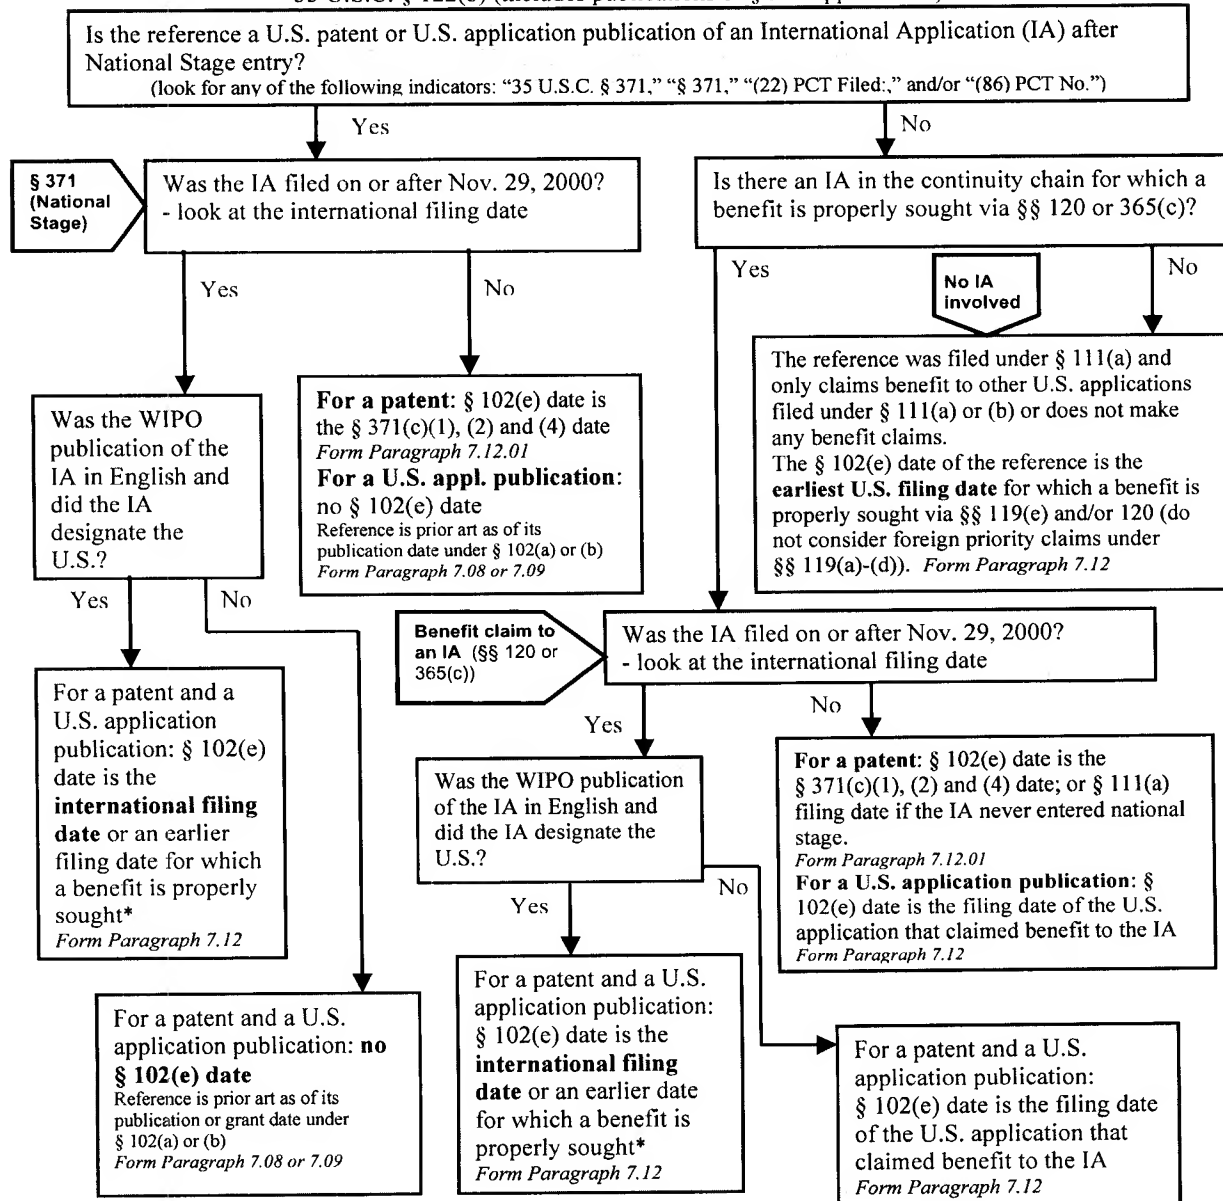 Is the reference a U.S. patent or U.S. application publication of an International Application (IA) after
National Stage entry?
(look for any of the following indicators: “35 U.S.C. § 371,” “§ 371,” “(22) PCT Filed:,” and/or “(86) PCT No.”)
Yes
No
§ 371
(National
Stage)
Was the IA filed on or after Nov. 29, 2000?
- look at the international filing date
Is there an IA in the continuity chain for which a
benefit is properly sought via §§ 120 or 365(c)?
Yes
No
Yes
No
No IA
involved
Was the WIPO
publication of the
IA in English and
did the IA
designate the
U.S.?
For a patent: § 102(e) date is
the § 371(c)(1), (2) and (4) date
Form Paragraph 7.12.01
For a U.S. appl. publication:
no § 102(e) date
Reference is prior art as of its
publication date under § 102(a) or (b)
Form Paragraph 7.08 or 7.09
The reference was filed under § 111(a) and
only claims benefit to other U.S. applications
filed under § 111(a) or (b) or does not make
any benefit claims.
The § 102(e) date of the reference is the
earliest U.S. filing date for which a benefit is
properly sought via §§ 119(e) and/or 120 (do
not consider foreign priority claims under
§§ 119(a)-(d)). Form Paragraph 7.12
Yes
No
Benefit claim to
an IA (§§ 120 or
365(c))
Was the IA filed on or after Nov. 29, 2000?
- look at the international filing date
For a patent and a
U.S. application
publication: § 102(e)
date is the
international filing
date or an earlier
filing date for which
a benefit is properly
sought*
Form Paragraph 7.12
Yes
No
Was the WIPO publication
of the IA in English and
did the IA designate the
U.S.?
For a patent: § 102(e) date is the
§ 371(c)(1), (2) and (4) date; or § 111(a)
filing date if the IA never entered national
stage.
Form Paragraph 7.12.01
For a U.S. application publication: §
102(e) date is the filing date of the U.S.
application that claimed benefit to the IA
Form Paragraph 7.12
Yes
No
For a patent and a U.S.
application publication: no
§ 102(e) date
Reference is prior art as of its
publication or grant date under
§ 102(a) or (b)
Form Paragraph 7.08 or 7.09
For a patent and a U.S.
application publication:
§ 102(e) date is the
international filing
date or an earlier date
for which a benefit is
properly sought*
Form Paragraph 7.12
For a patent and a U.S.
application publication:
§ 102(e) date is the filing date
of the U.S. application that
claimed benefit to the IA
Form Paragraph 7.12